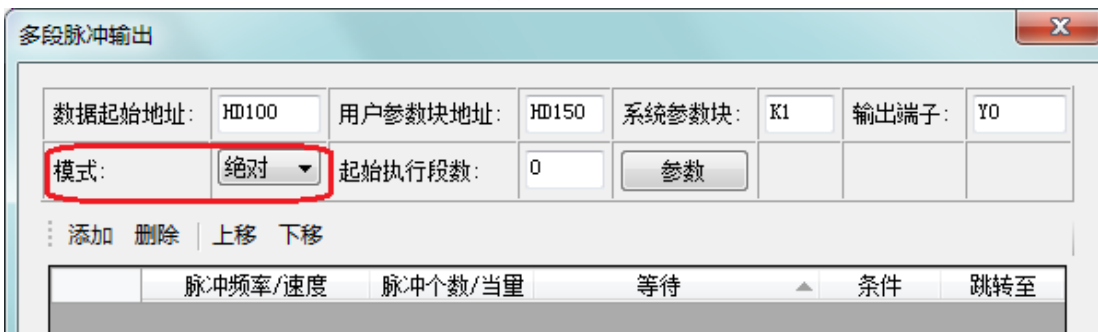 多段脉冲输出
数据起始地址: HD100 用户参数块地址: HD150 系统参数块: K1 输出端子: Y0
模式: 绝对 起始执行段数: 0 参数
添加 删除 上移 下移
脉冲频率/速度 脉冲个数/当量 等待 条件 跳转至